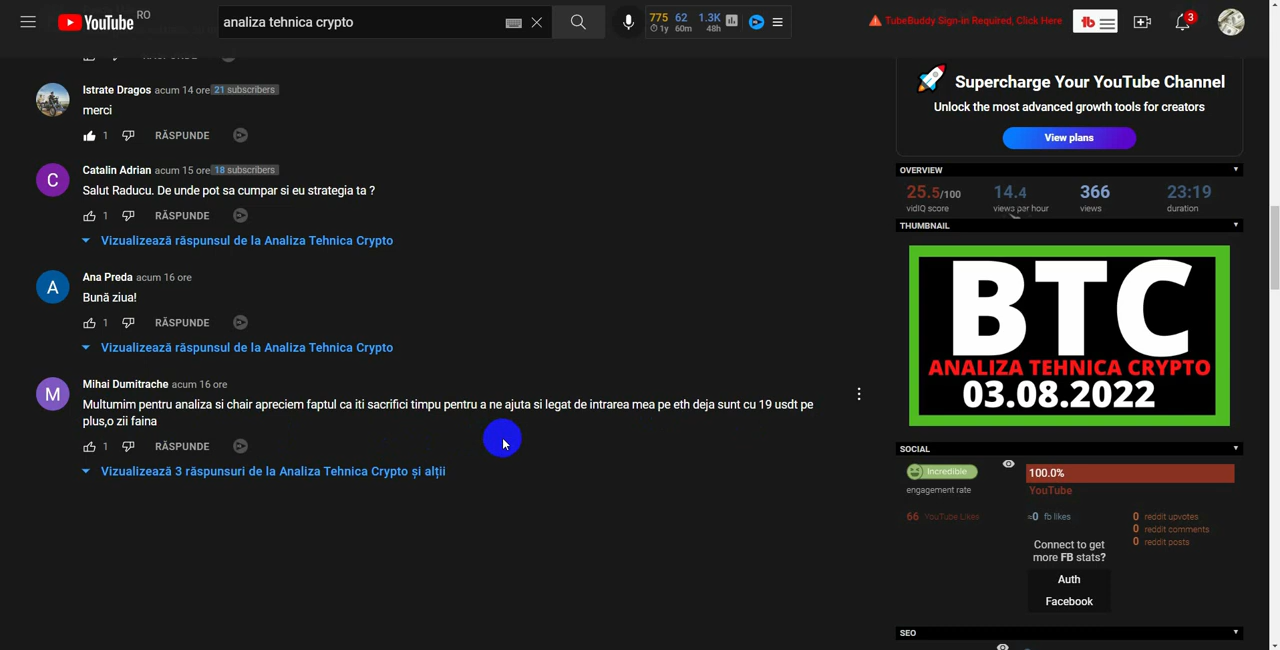 YouTube RO
analiza tehnica crypto
775 62 1.3K
1y 60m 48h
TubeBuddy Sign-in Required, Click Here
tb
3
RĂSPUNDE
Istrate Dragos acum 14 ore 21 subscribers
merci
1 RĂSPUNDE
C
Catalin Adrian acum 15 ore 18 subscribers
Salut Raducu. De unde pot sa cumpar si eu strategia ta ?
1 RĂSPUNDE
Vizualizează răspunsul de la Analiza Tehnica Crypto
A
Ana Preda acum 16 ore
Bună ziua!
1 RĂSPUNDE
Vizualizează răspunsul de la Analiza Tehnica Crypto
M
Mihai Dumitrache acum 16 ore
Multumim pentru analiza si chair apreciem faptul ca iti sacrifici timpu pentru a ne ajuta si legat de intrarea mea pe eth deja sunt cu 19 usdt pe
plus,o zii faina
1 RĂSPUNDE
Vizualizează 3 răspunsuri de la Analiza Tehnica Crypto și alții
Supercharge Your YouTube Channel
Unlock the most advanced growth tools for creators
View plans
OVERVIEW
25.5/100 14.4 366 23:19
vidIQ score views per hour views duration
THUMBNAIL
BTC
ANALIZA TEHNICA CRYPTO
03.08.2022
SOCIAL
Incredible
engagement rate
100.0%
YouTube
66 YouTube Likes
=0 fb likes
0 reddit upvotes
0 reddit comments
0 reddit posts
Connect to get
more FB stats?
Auth
Facebook
SEO